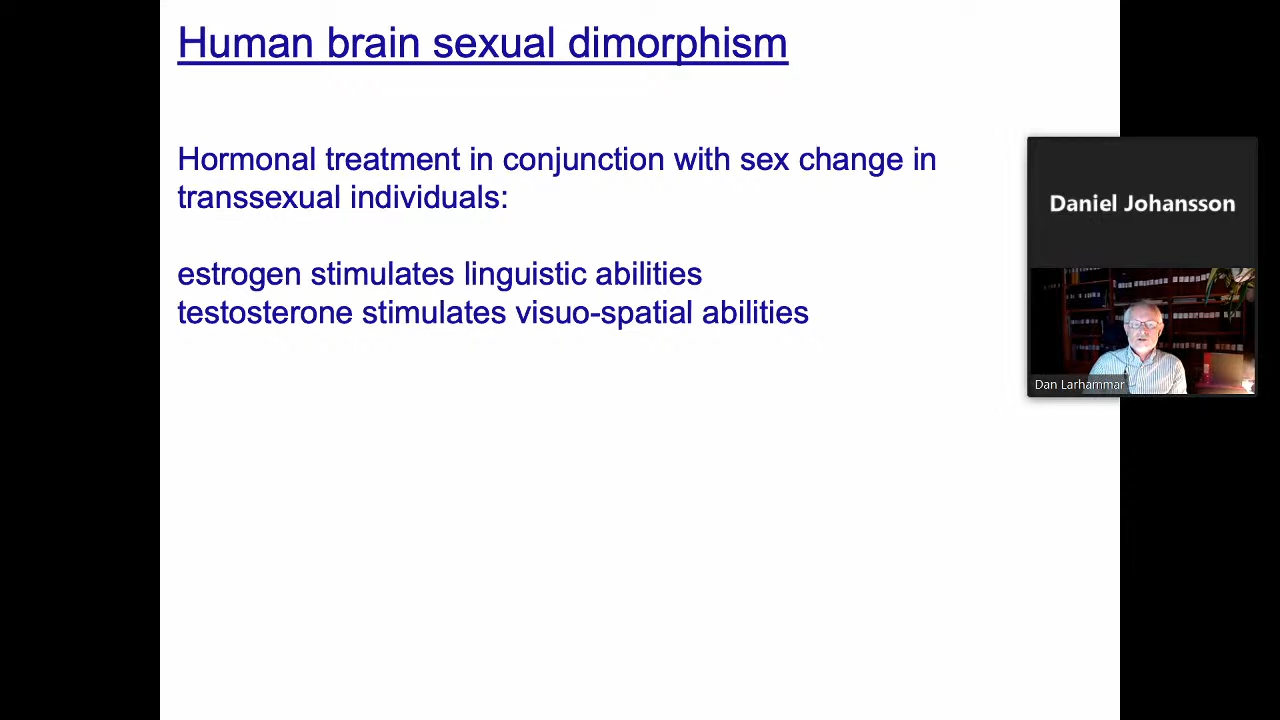 Human brain sexual dimorphism
Hormonal treatment in conjunction with sex change in
transsexual individuals:
estrogen stimulates linguistic abilities
testosterone stimulates visuo-spatial abilities
Daniel Johansson
Dan Larhammar